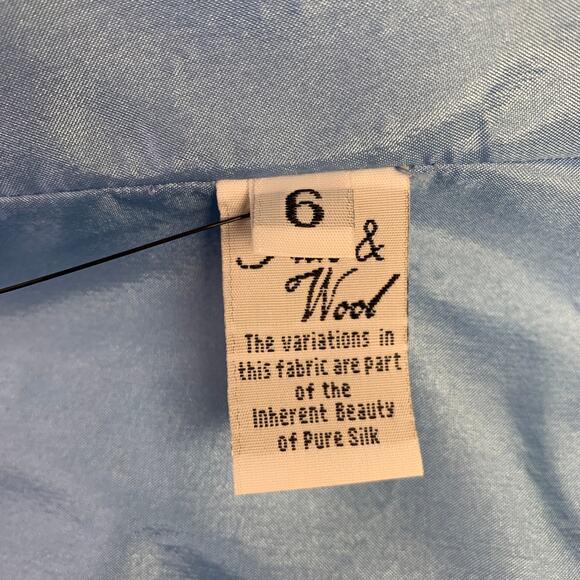 6
&
Wool
The variations in
this fabric are part
of the
Inherent Beauty
of Pure Silk